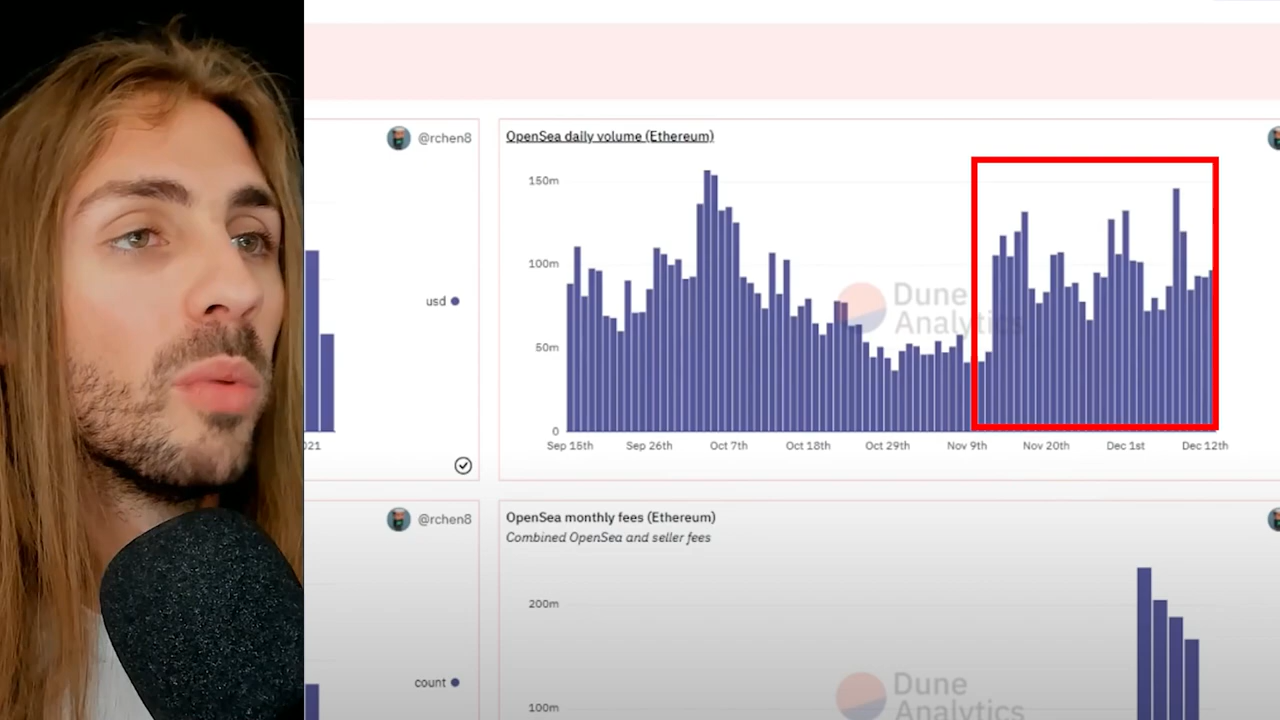 @rchen8
usd
021
OpenSea daily volume (Ethereum)
150m
100m
50m
0
Sep 15th Sep 26th Oct 7th Oct 18th Oct 29th Nov 9th Nov 20th Dec 1st Dec 12th
Dune
Analytics
@rchen8
count
OpenSea monthly fees (Ethereum)
Combined OpenSea and seller fees
200m
100m
Dune
Analytics